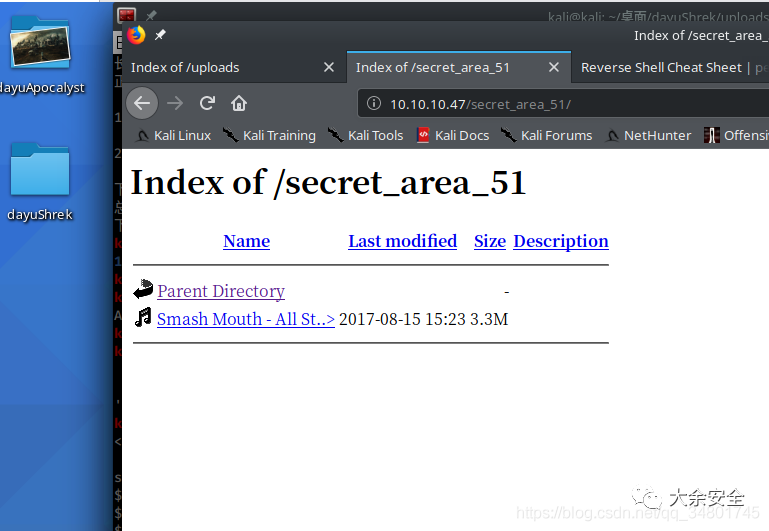 kali@kali: ~/桌面/dayuShrek/uploads
Index of /secret_area_
dayuApocalyst
Index of /uploads
Index of /secret_area_51
Reverse Shell Cheat Sheet | pe
10.10.10.47/secret_area_51/
Kali Linux Kali Training Kali Tools Kali Docs Kali Forums NetHunter Offensi
Index of /secret_area_51
dayuShrek
Name Last modified Size Description
Parent Directory -
Smash Mouth - All St..> 2017-08-15 15:23 3.3M
大余安全
https://blog.csdn.net/qq_34801745